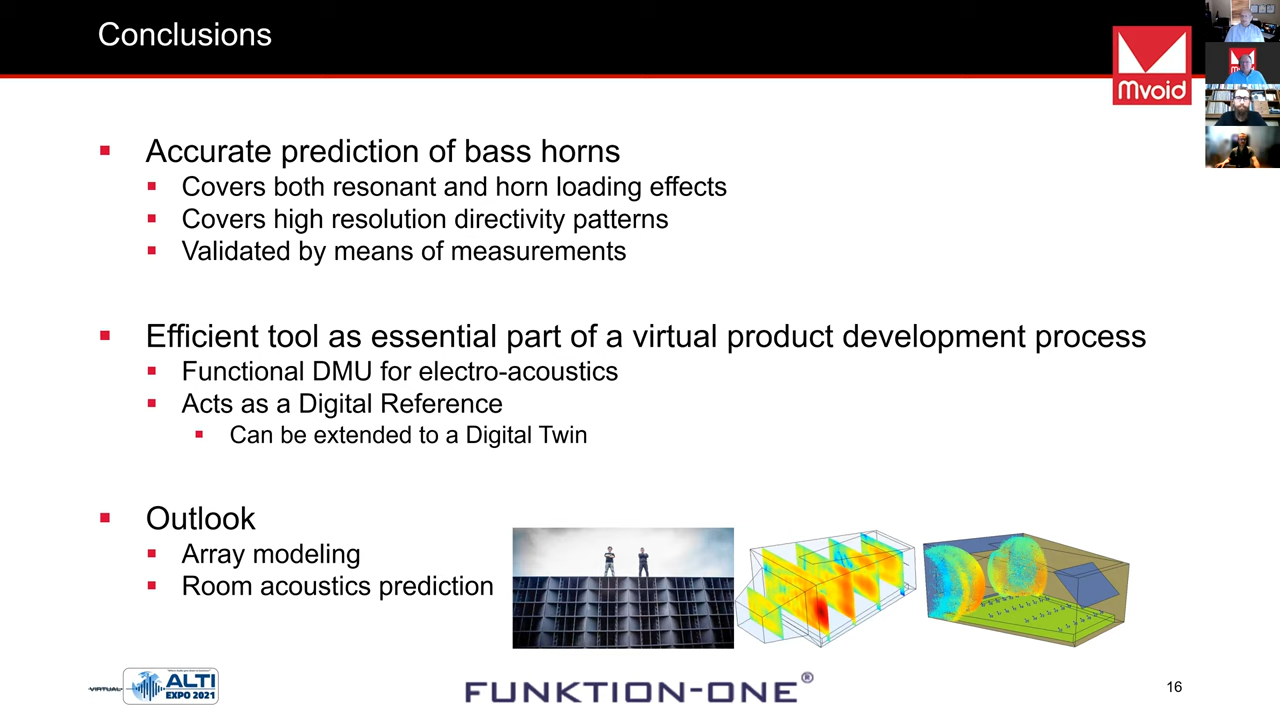 Conclusions
Mvoid
Accurate prediction of bass horns
Covers both resonant and horn loading effects
Covers high resolution directivity patterns
Validated by means of measurements
Efficient tool as essential part of a virtual product development process
Functional DMU for electro-acoustics
Acts as a Digital Reference
Can be extended to a Digital Twin
Outlook
Array modeling
Room acoustics prediction
VIRTUAL
ALTI
EXPO 2021
FUNKTION-ONE®
16